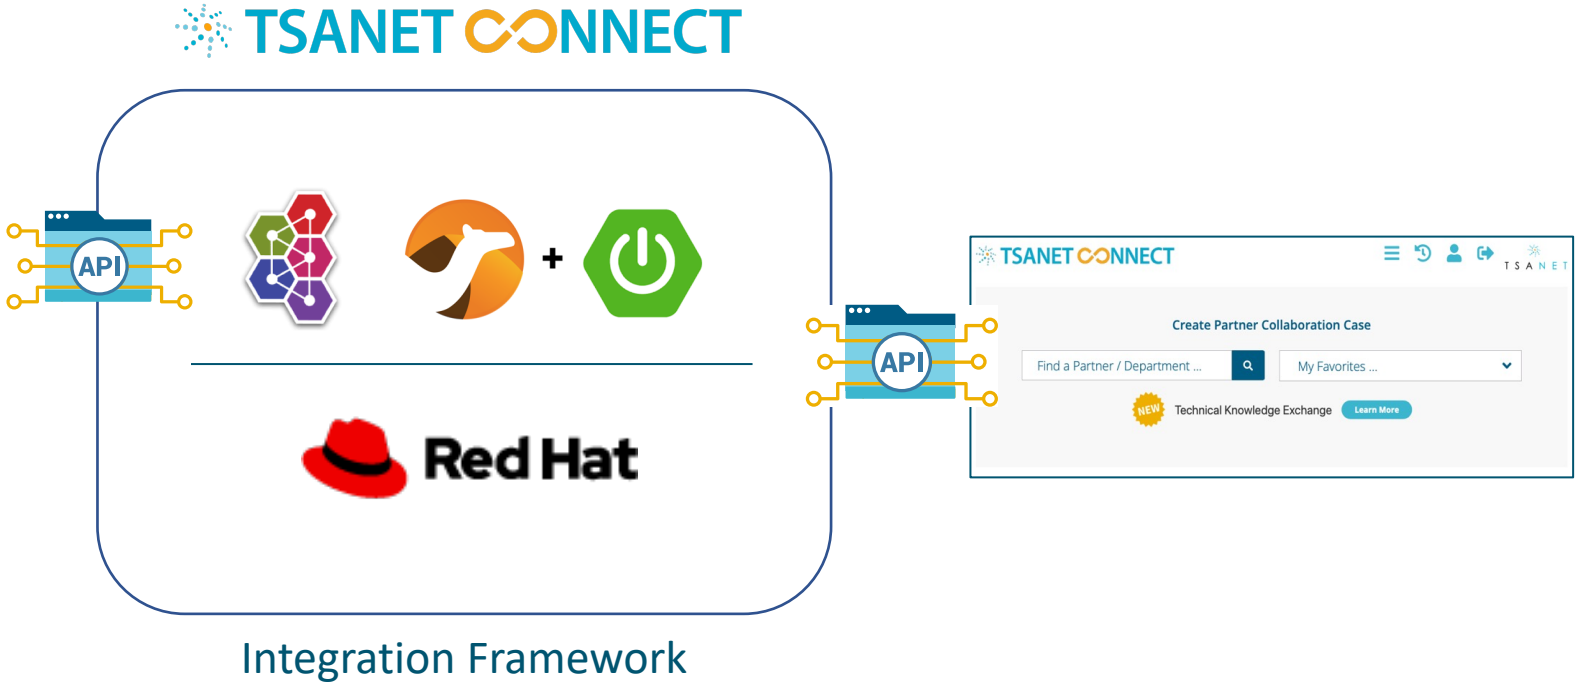 TSANET CONNECT
API
+
Red Hat
Integration Framework
API
TSANET CONNECT
TSANET
Create Partner Collaboration Case
Find a Partner / Department ...
My Favorites ...
NEW
Technical Knowledge Exchange
Learn More